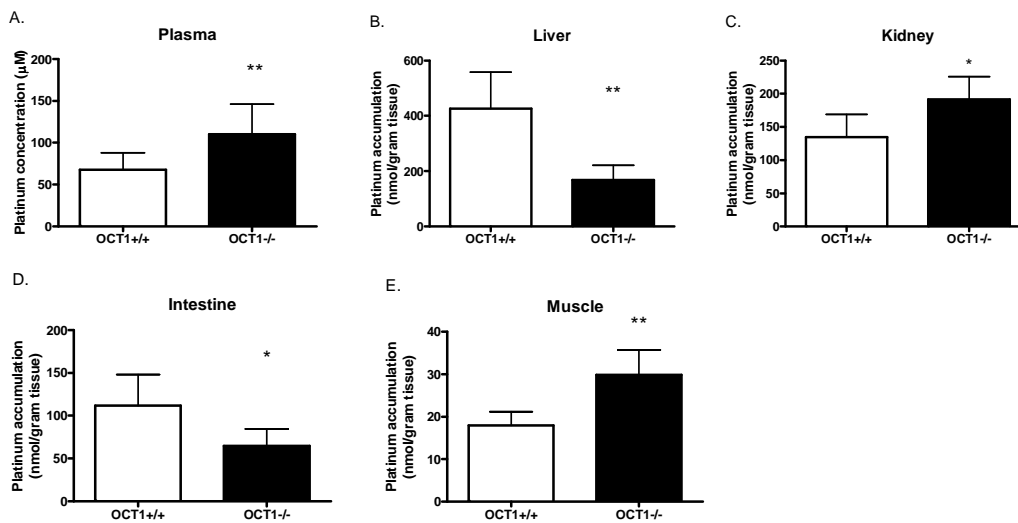 A.
Plasma
Platinum concentration (µM)
200
150
100
50
0
**
OCT1+/+
OCT1-/-
B.
Liver
Platinum accumulation
(nmol/gram tissue)
600
400
200
0
**
OCT1+/+
OCT1-/-
C.
Kidney
Platinum accumulation
(nmol/gram tissue)
250
200
150
100
50
0
*
OCT1+/+
OCT1-/-
D.
Intestine
Platinum accumulation
(nmol/gram tissue)
200
150
100
50
0
*
OCT1+/+
OCT1-/-
E.
Muscle
Platinum accumulation
(nmol/gram tissue)
40
30
20
10
0
**
OCT1+/+
OCT1-/-